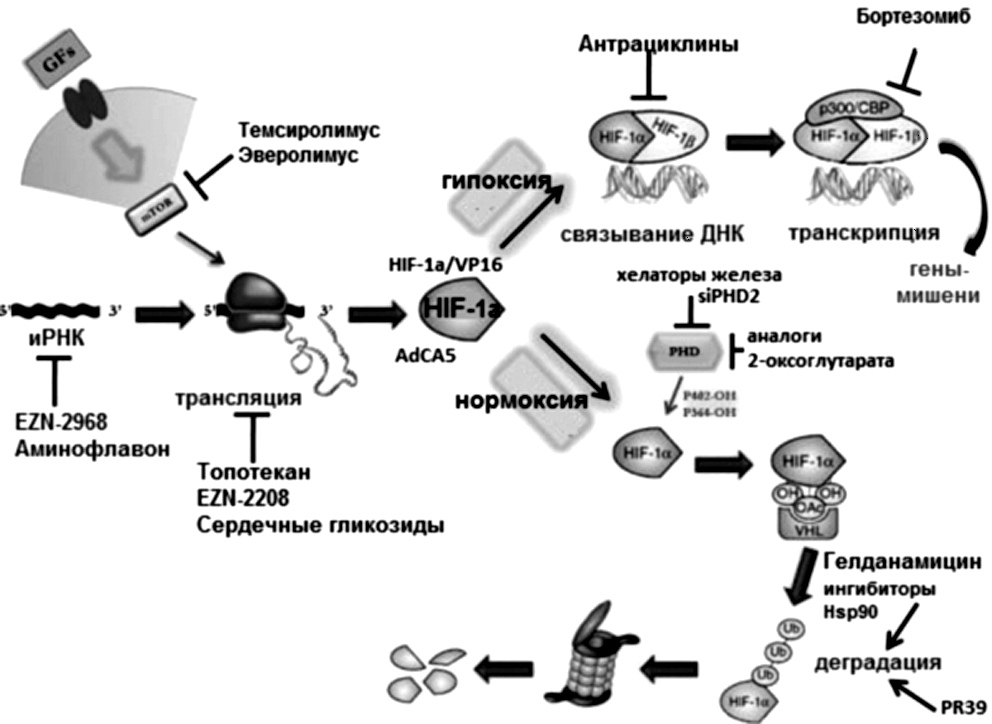 Бортезомиб
Антрациклины
GFs
p300/CBP
HIF-1α
HIF-1β
HIF-1α
HIF-1β
Темсиролимус
Эверолимус
mTOR
гипоксия
связывание ДНК
транскрипция
гены-
мишени
HIF-1a/VP16
HIF-1a
AdCA5
хелаторы железа
siPHD2
5'
3'
5'
3'
иРНК
PHD
аналоги
2-оксоглутарата
трансляция
нормоксия
P402-OH
P564-OH
EZN-2968
Аминофлавон
HIF-1α
HIF-1α
OH
OH
OAc
VHL
Топотекан
EZN-2208
Сердечные гликозиды
Гелданамицин
ингибиторы
Hsp90
Ub
Ub
Ub
деградация
HIF-1α
PR39